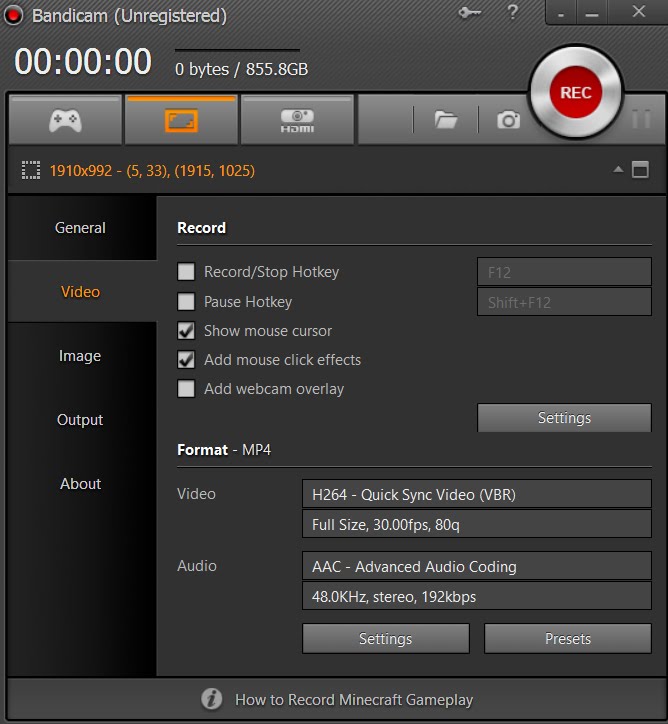 Bandicam (Unregistered)
?
00:00:00
0 bytes / 855.8GB
REC
HDMI
1910x992 - (5, 33), (1915, 1025)
General
Video
Image
Output
About
Record
Record/Stop Hotkey
F12
Pause Hotkey
Shift+F12
Show mouse cursor
Add mouse click effects
Add webcam overlay
Settings
Format - MP4
Video
H264 - Quick Sync Video (VBR)
Full Size, 30.00fps, 80q
Audio
AAC - Advanced Audio Coding
48.0KHz, stereo, 192kbps
Settings
Presets
How to Record Minecraft Gameplay